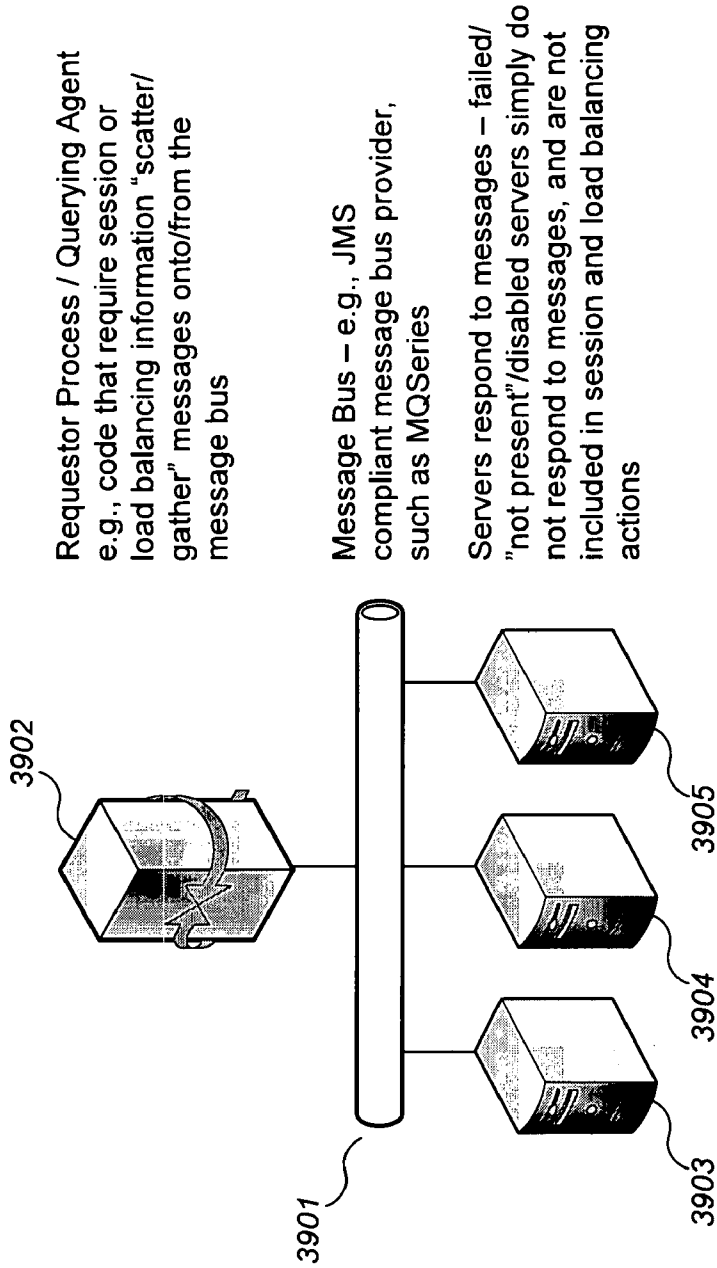 Requestor Process / Querying Agent
e.g., code that require session or
load balancing information “scatter/
gather” messages onto/from the
message bus
Message Bus – e.g., JMS
compliant message bus provider,
such as MQSeries
Servers respond to messages – failed/
”not present”/disabled servers simply do
not respond to messages, and are not
included in session and load balancing
actions
3902
3901
3903
3904
3905